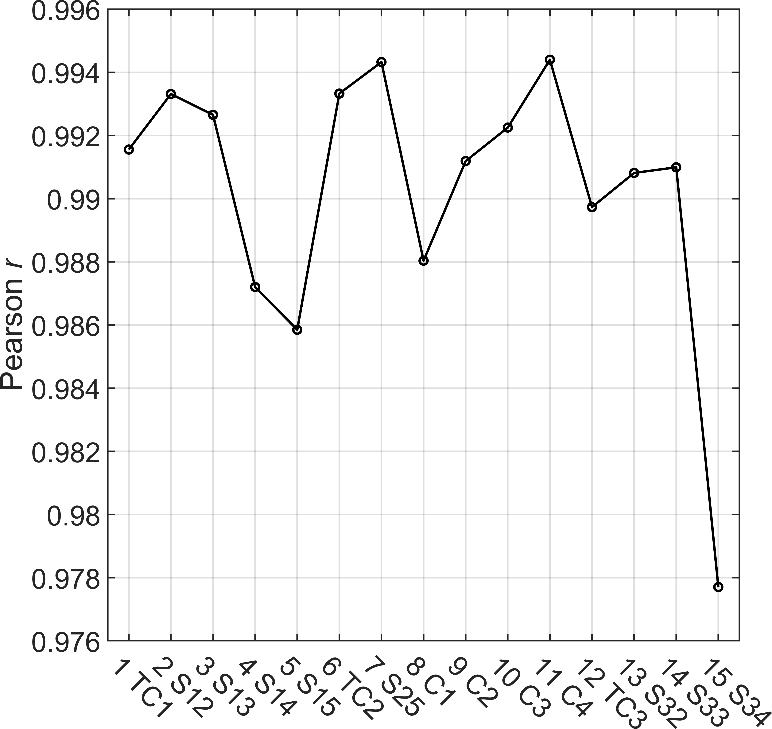 0.996
0.994
0.992
0.99
0.988
0.986
0.984
0.982
0.98
0.978
0.976
Pearson r
1 TC1
2 S12
3 S13
4 S14
5 S15
6 TC2
7 S25
8 C1
9 C2
10 C3
11 C4
12 TC3
13 S32
14 S33
15 S34